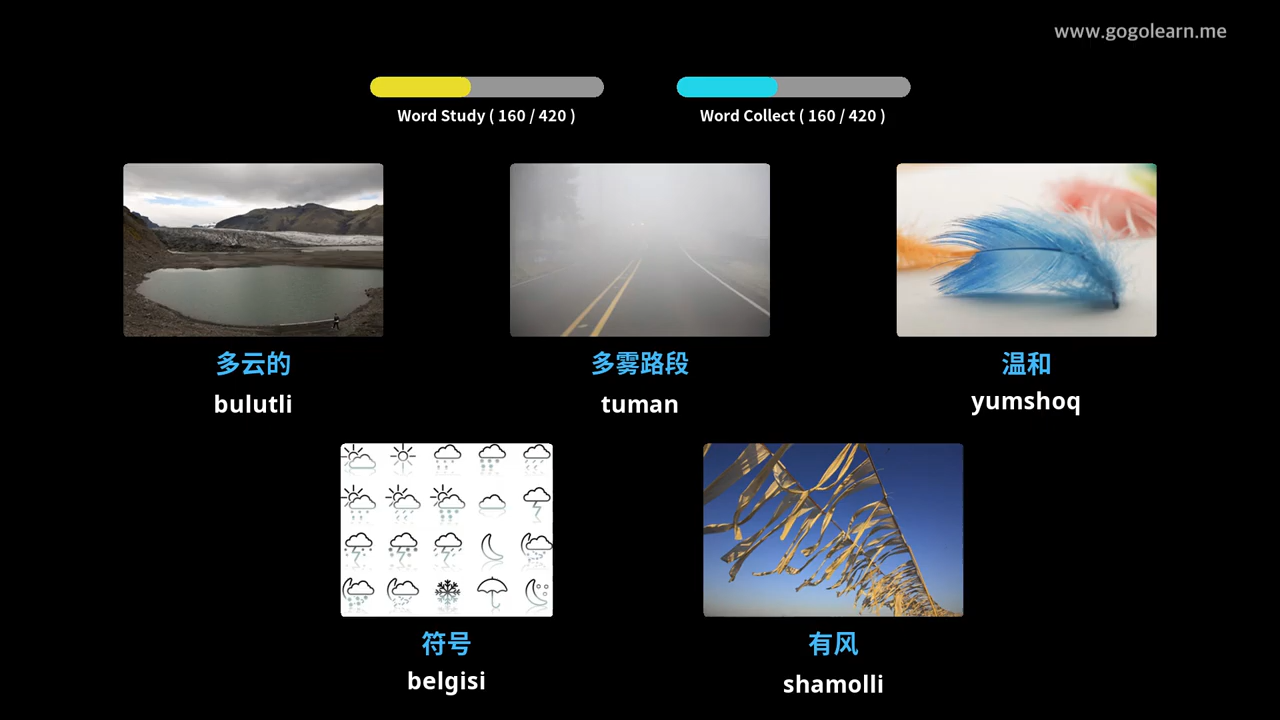 www.gogolearn.me
Word Study ( 160 / 420 )
Word Collect ( 160 / 420 )
多云的
bulutli
多雾路段
tuman
温和
yumshoq
符号
belgisi
有风
shamolli